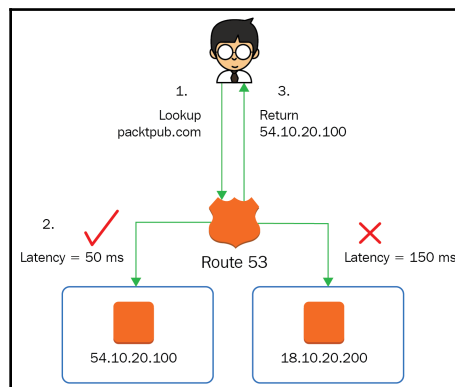 1.
Lookup
packtpub.com
3.
Return
54.10.20.100
2.
Latency = 50 ms
Route 53
Latency = 150 ms
54.10.20.100
18.10.20.200